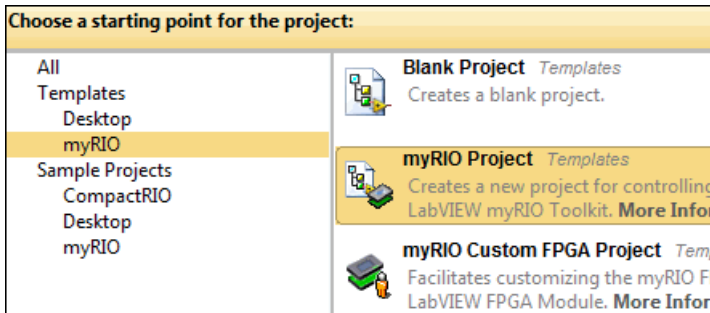 Choose a starting point for the project:
All
Templates
Desktop
myRIO
Sample Projects
CompactRIO
Desktop
myRIO
Blank Project Templates
Creates a blank project.
myRIO Project Templates
Creates a new project for controlling
LabVIEW myRIO Toolkit. More
myRIO Custom FPGA Project
Facilitates customizing the myRIO
LabVIEW FPGA Module. More